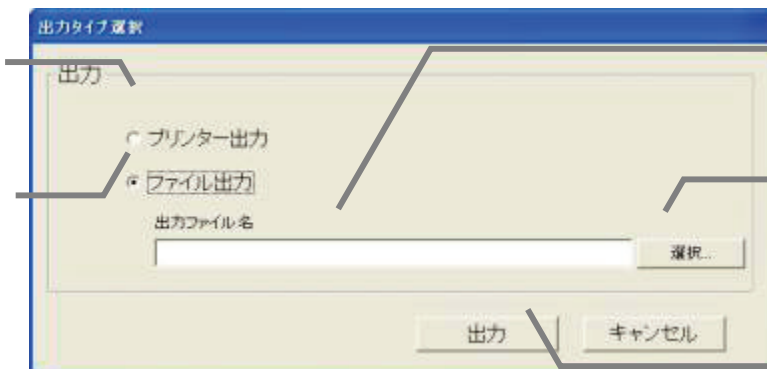 出力タイプ選択
出力
プリンター出力
ファイル出力
出力ファイル名
選択...
出力 キャンセル